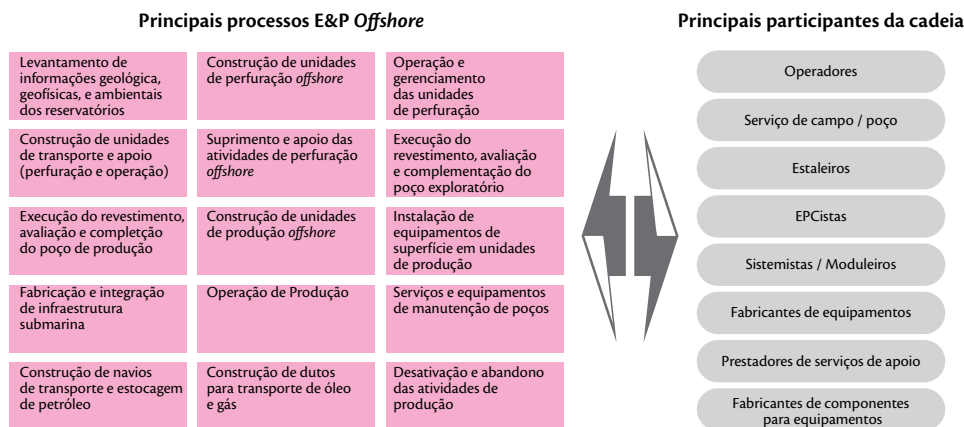 Principais processos E&P Offshore
Levantamento de
informações geológica,
geofísicas, e ambientais
dos reservatórios
Construção de unidades
de perfuração offshore
Operação e
gerenciamento
das unidades
de perfuração
Construção de unidades
de transporte e apoio
(perfuração e operação)
Suprimento e apoio das
atividades de perfuração
offshore
Execução do
revestimento, avaliação
e complementação do
poço exploratório
Execução do revestimento,
avaliação e completção
do poço de produção
Construção de unidades
de produção offshore
Instalação de
equipamentos de
superfície em unidades
de produção
Fabricação e integração
de infraestrutura
submarina
Operação de Produção
Serviços e equipamentos
de manutenção de poços
Construção de navios
de transporte e estocagem
de petróleo
Construção de dutos
para transporte de óleo
e gás
Desativação e abandono
das atividades de
produção
Principais participantes da cadeia
Operadores
Serviço de campo / poço
Estaleiros
EPCistas
Sistemistas / Moduleiros
Fabricantes de equipamentos
Prestadores de serviços de apoio
Fabricantes de componentes
para equipamentos